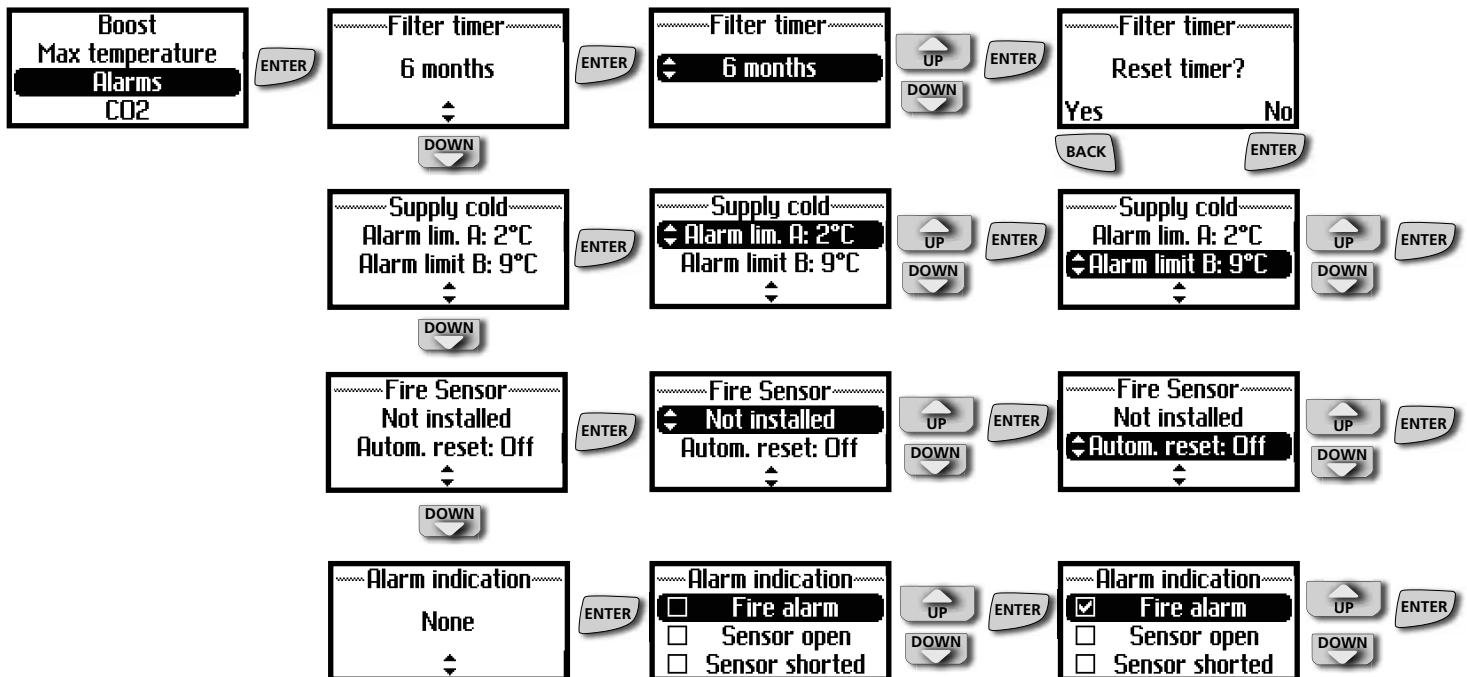 Boost
Max temperature
Alarms
CO2
ENTER
Filter timer
6 months
ENTER
Filter timer
6 months
UP
DOWN
ENTER
Filter timer
Reset timer?
Yes No
BACK
ENTER
DOWN
Supply cold
Alarm lim. A: 2°C
Alarm limit B: 9°C
ENTER
Supply cold
Alarm lim. A: 2°C
Alarm limit B: 9°C
UP
DOWN
ENTER
Supply cold
Alarm lim. A: 2°C
Alarm limit B: 9°C
UP
DOWN
ENTER
DOWN
Fire Sensor
Not installed
Autom. reset: Off
ENTER
Fire Sensor
Not installed
Autom. reset: Off
UP
DOWN
ENTER
Fire Sensor
Not installed
Autom. reset: Off
UP
DOWN
ENTER
DOWN
Alarm indication
None
ENTER
Alarm indication
Fire alarm
Sensor open
Sensor shorted
UP
DOWN
ENTER
Alarm indication
Fire alarm
Sensor open
Sensor shorted
UP
DOWN
ENTER